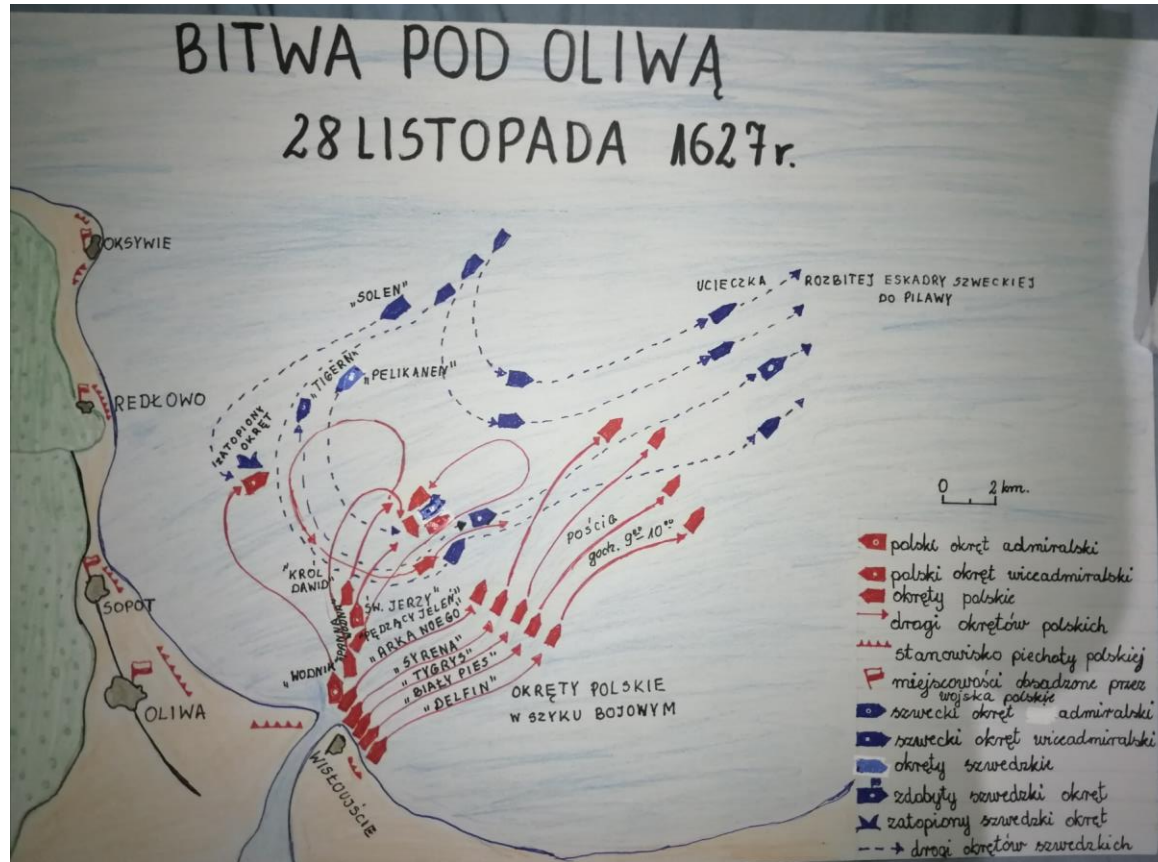 BITWA POD OLIWĄ
28 LISTOPADA 1627r.
OKSYWIE
REDŁOWO
SOPOT
OLIWA
WISŁOUJŚCIE
„SOLEN"
„TIGERN"
„PELIKANEN"
ZATOPIONY
OKRĘT
UCIECZKA ROZBITEJ ESKADRY SZWECKIEJ
DO PILAWY
„KRÓL
DAWID"
„WODNIK"
„PANNA
„ŚW. JERZY"
„PĘDZĄCY JELEŃ"
„ARKA NOEGO"
„SYRENA"
„TYGRYS"
„BIAŁY PIES"
„DELFIN"
pościg
godz. 9⁰⁰-10⁰⁰
OKRĘTY POLSKIE
W SZYKU BOJOWYM
0 2 km.
polski okręt admiralski
polski okręt wiceadmiralski
okręty polskie
drogi okrętów polskich
stanowisko piechoty polskiej
miejscowości obsadzone przez
wojska polskie
szwecki okręt admiralski
szwecki okręt wiceadmiralski
okręty szwedzkie
zdobyty szwedzki okręt
zatopiony szwedzki okręt
drogi okrętów szwedzkich